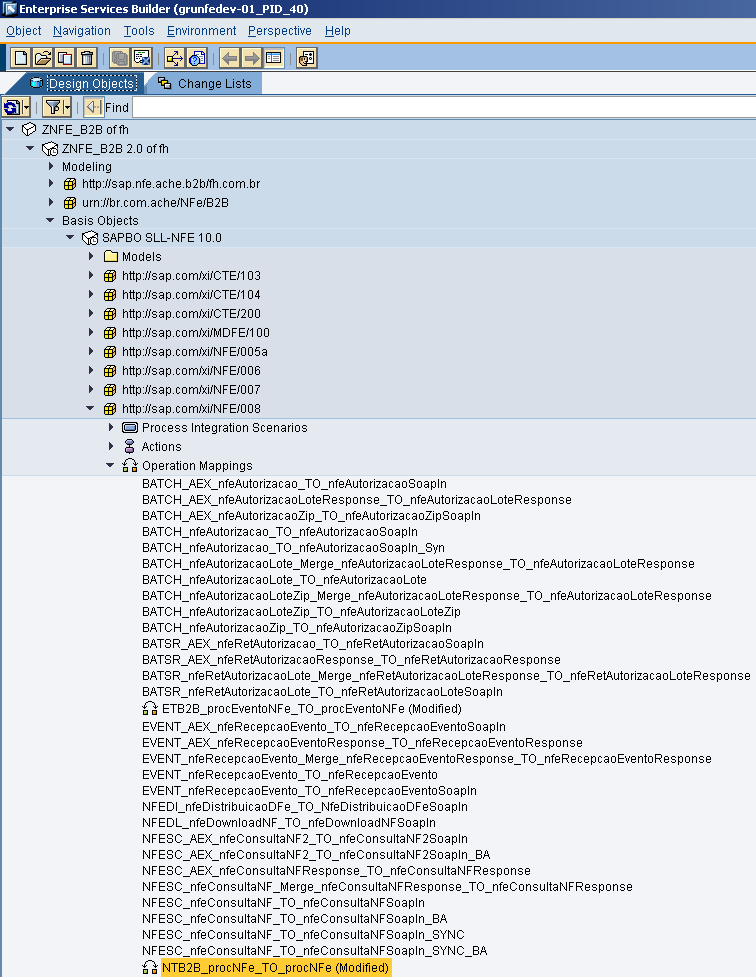 Enterprise Services Builder (grunfedev-01_PID_40)
Object Navigation Tools Environment Perspective Help
Design Objects Change Lists
Find
ZNFE_B2B of fh
ZNFE_B2B 2.0 of fh
Modeling
http://sap.nfe.ache.b2b/fh.com.br
urn://br.com.ache/NFe/B2B
Basis Objects
SAPBO SLL-NFE 10.0
Models
http://sap.com/xi/CTE/103
http://sap.com/xi/CTE/104
http://sap.com/xi/CTE/200
http://sap.com/xi/MDFE/100
http://sap.com/xi/NFE/005a
http://sap.com/xi/NFE/006
http://sap.com/xi/NFE/007
http://sap.com/xi/NFE/008
Process Integration Scenarios
Actions
Operation Mappings
BATCH_AEX_nfeAutorizacao_TO_nfeAutorizacaoSoapIn
BATCH_AEX_nfeAutorizacaoLoteResponse_TO_nfeAutorizacaoLoteResponse
BATCH_AEX_nfeAutorizacaoZip_TO_nfeAutorizacaoZipSoapIn
BATCH_nfeAutorizacao_TO_nfeAutorizacaoSoapIn
BATCH_nfeAutorizacao_TO_nfeAutorizacaoSoapIn_Syn
BATCH_nfeAutorizacaoLote_Merge_nfeAutorizacaoLoteResponse_TO_nfeAutorizacaoLoteResponse
BATCH_nfeAutorizacaoLote_TO_nfeAutorizacaoLote
BATCH_nfeAutorizacaoLoteZip_Merge_nfeAutorizacaoLoteResponse_TO_nfeAutorizacaoLoteResponse
BATCH_nfeAutorizacaoLoteZip_TO_nfeAutorizacaoLoteZip
BATCH_nfeAutorizacaoZip_TO_nfeAutorizacaoZipSoapIn
BATSR_AEX_nfeRetAutorizacao_TO_nfeRetAutorizacaoSoapIn
BATSR_AEX_nfeRetAutorizacaoResponse_TO_nfeRetAutorizacaoResponse
BATSR_nfeRetAutorizacaoLote_Merge_nfeRetAutorizacaoLoteResponse_TO_nfeRetAutorizacaoLoteResponse
BATSR_nfeRetAutorizacaoLote_TO_nfeRetAutorizacaoLoteSoapIn
ETB2B_procEventoNFe_TO_procEventoNFe (Modified)
EVENT_AEX_nfeRecepcaoEvento_TO_nfeRecepcaoEventoSoapIn
EVENT_AEX_nfeRecepcaoEventoResponse_TO_nfeRecepcaoEventoResponse
EVENT_nfeRecepcaoEvento_Merge_nfeRecepcaoEventoResponse_TO_nfeRecepcaoEventoResponse
EVENT_nfeRecepcaoEvento_TO_nfeRecepcaoEvento
EVENT_nfeRecepcaoEvento_TO_nfeRecepcaoEventoSoapIn
NFEDI_nfeDistribuicaoDFe_TO_NfeDistribuicaoDFeSoapIn
NFEDL_nfeDownloadNF_TO_nfeDownloadNFSoapIn
NFESC_AEX_nfeConsultaNF2_TO_nfeConsultaNF2SoapIn
NFESC_AEX_nfeConsultaNF2_TO_nfeConsultaNF2SoapIn_BA
NFESC_AEX_nfeConsultaNFResponse_TO_nfeConsultaNFResponse
NFESC_nfeConsultaNF_Merge_nfeConsultaNFResponse_TO_nfeConsultaNFResponse
NFESC_nfeConsultaNF_TO_nfeConsultaNFSoapIn
NFESC_nfeConsultaNF_TO_nfeConsultaNFSoapIn_BA
NFESC_nfeConsultaNF_TO_nfeConsultaNFSoapIn_SYNC
NFESC_nfeConsultaNF_TO_nfeConsultaNFSoapIn_SYNC_BA
NTB2B_procNFe_TO_procNFe (Modified)